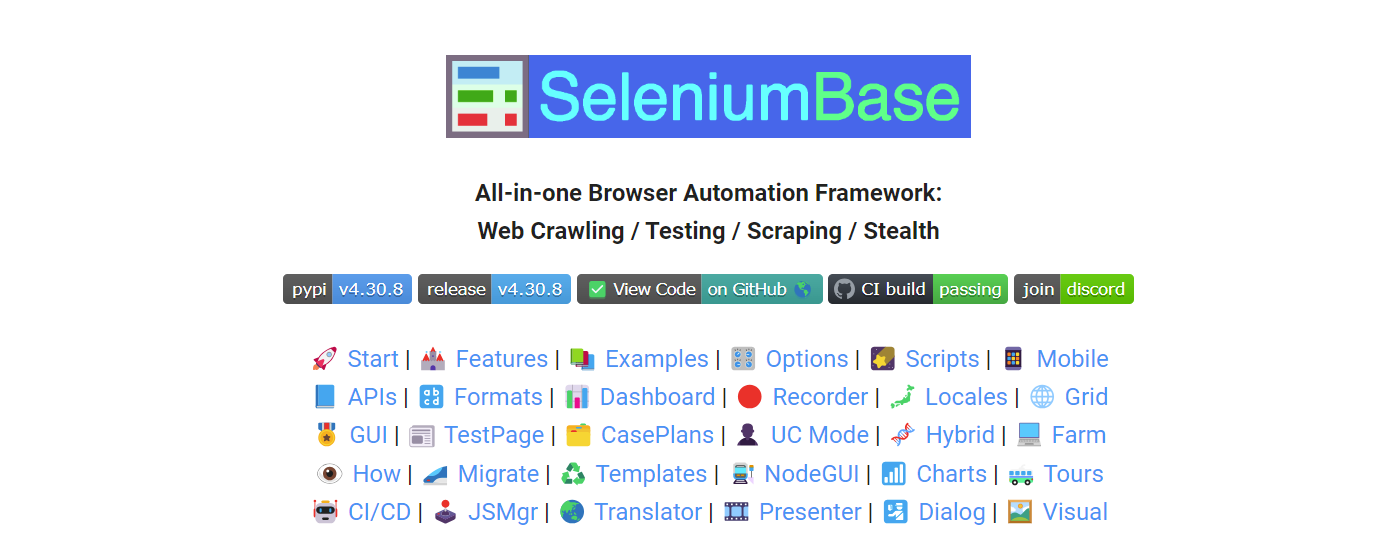 SeleniumBase
All-in-one Browser Automation Framework:
Web Crawling / Testing / Scraping / Stealth
pypi v4.30.8 release v4.30.8 ✅ View Code on GitHub 🌎 CI build passing join discord
🚀 Start | 🏰 Features | 📚 Examples | 🎛️ Options | 🌠 Scripts | 📱 Mobile
📘 APIs | 🔡 Formats | 📊 Dashboard | 🔴 Recorder | 🗾 Locales | 🌐 Grid
🎖️ GUI | 📰 TestPage | 🗂️ CasePlans | 👤 UC Mode | 🧬 Hybrid | 💻 Farm
👁️ How | 🚄 Migrate | ♻️ Templates | 🚉 NodeGUI | 📶 Charts | 🚎 Tours
🤖 CI/CD | 🕹️ JSMgr | 🌏 Translator | 🎞️ Presenter | 🛂 Dialog | 🖼️ Visual